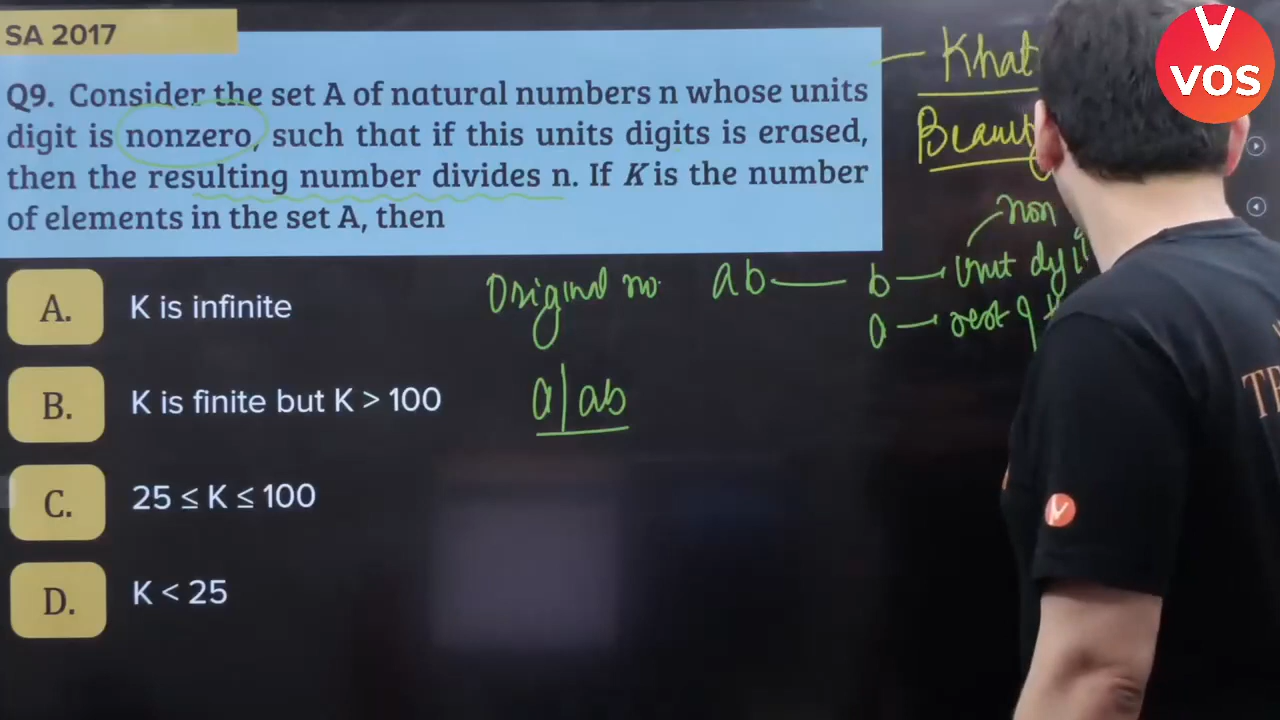 SA 2017
VOS
Q9. Consider the set A of natural numbers n whose units
digit is nonzero, such that if this units digits is erased,
then the resulting number divides n. If K is the number
of elements in the set A, then
Khat
non
Original no. ab — b → Unit
a → rest
A. K is infinite
B. K is finite but K > 100
a | ab
C. 25 ≤ K ≤ 100
D. K < 25